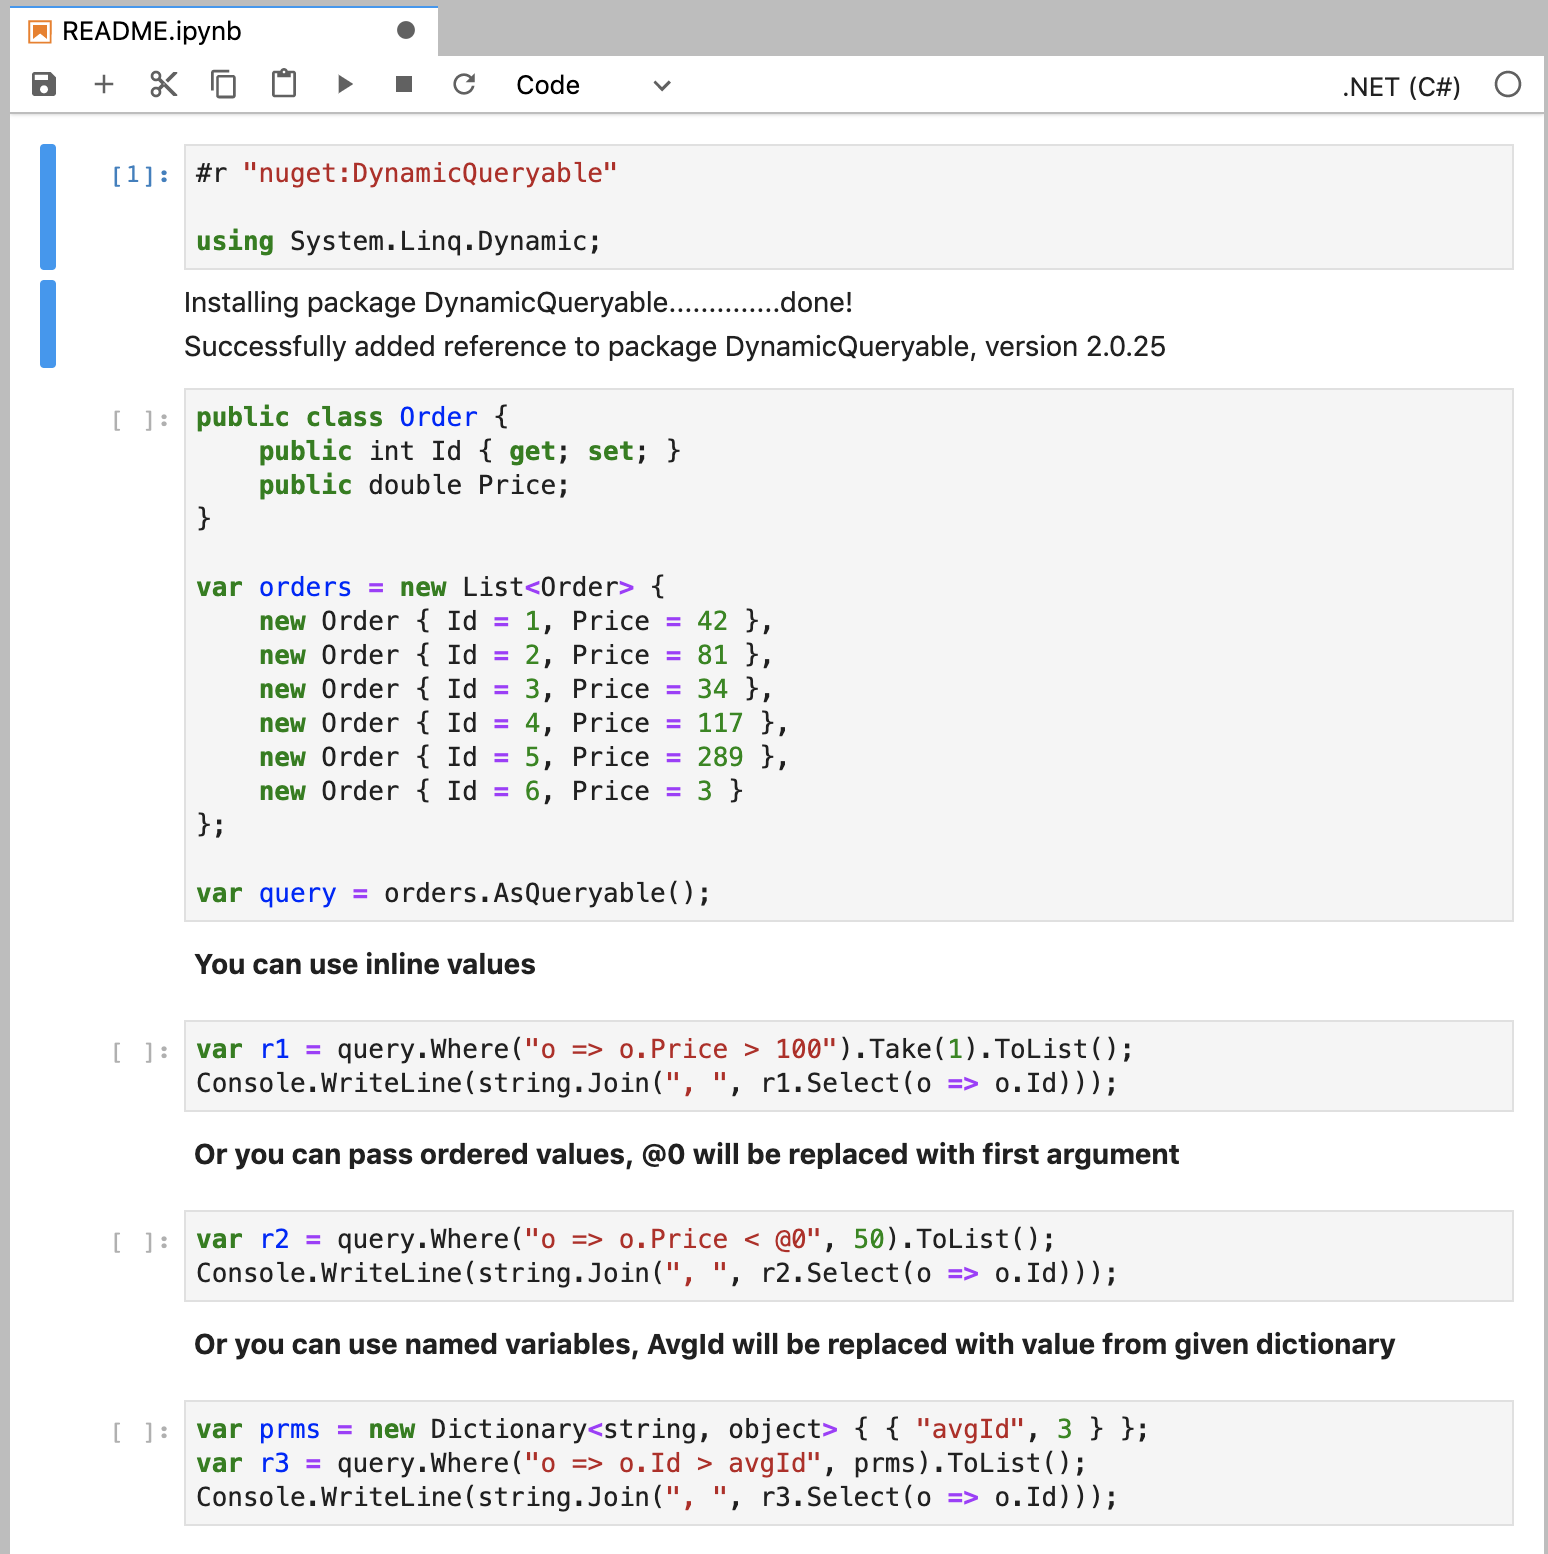 README.ipynb
Code
.NET (C#)
[1]:
#r "nuget:DynamicQueryable"
using System.Linq.Dynamic;
Installing package DynamicQueryable..............done!
Successfully added reference to package DynamicQueryable, version 2.0.25
[ ]:
public class Order {
    public int Id { get; set; }
    public double Price;
}
var orders = new List<Order> {
    new Order { Id = 1, Price = 42 },
    new Order { Id = 2, Price = 81 },
    new Order { Id = 3, Price = 34 },
    new Order { Id = 4, Price = 117 },
    new Order { Id = 5, Price = 289 },
    new Order { Id = 6, Price = 3 }
};
var query = orders.AsQueryable();
You can use inline values
[ ]:
var r1 = query.Where("o => o.Price > 100").Take(1).ToList();
Console.WriteLine(string.Join(", ", r1.Select(o => o.Id)));
Or you can pass ordered values, @0 will be replaced with first argument
[ ]:
var r2 = query.Where("o => o.Price < @0", 50).ToList();
Console.WriteLine(string.Join(", ", r2.Select(o => o.Id)));
Or you can use named variables, AvgId will be replaced with value from given dictionary
[ ]:
var prms = new Dictionary<string, object> { { "avgId", 3 } };
var r3 = query.Where("o => o.Id > avgId", prms).ToList();
Console.WriteLine(string.Join(", ", r3.Select(o => o.Id)));